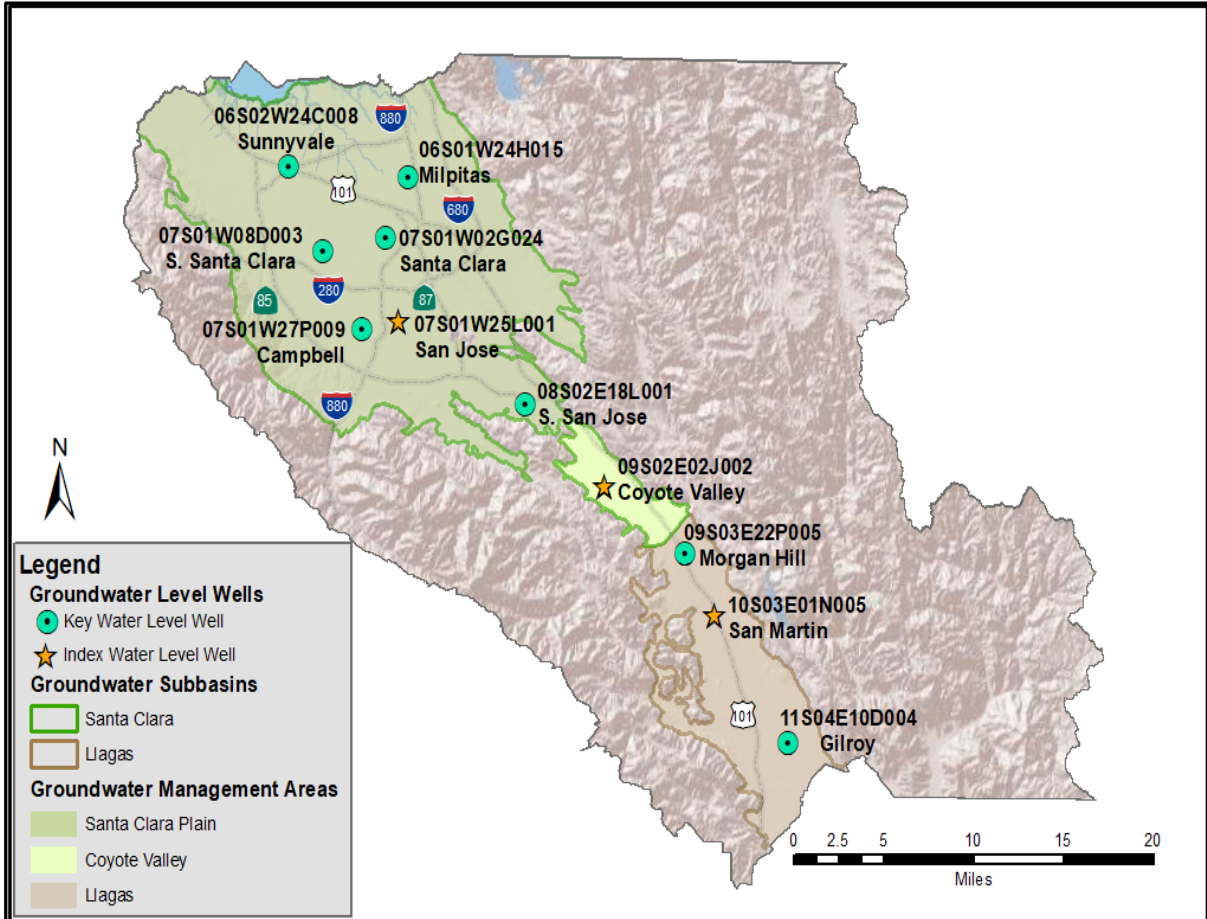 880
06S02W24C008
Sunnyvale
06S01W24H015
Milpitas
101
680
07S01W08D003
S. Santa Clara
07S01W02G024
Santa Clara
280
85
87
07S01W27P009
Campbell
07S01W25L001
San Jose
880
08S02E18L001
S. San Jose
N
09S02E02J002
Coyote Valley
09S03E22P005
Morgan Hill
10S03E01N005
San Martin
101
11S04E10D004
Gilroy
Legend
Groundwater Level Wells
Key Water Level Well
Index Water Level Well
Groundwater Subbasins
Santa Clara
Llagas
Groundwater Management Areas
Santa Clara Plain
Coyote Valley
Llagas
0 2.5 5 10 15 20
Miles